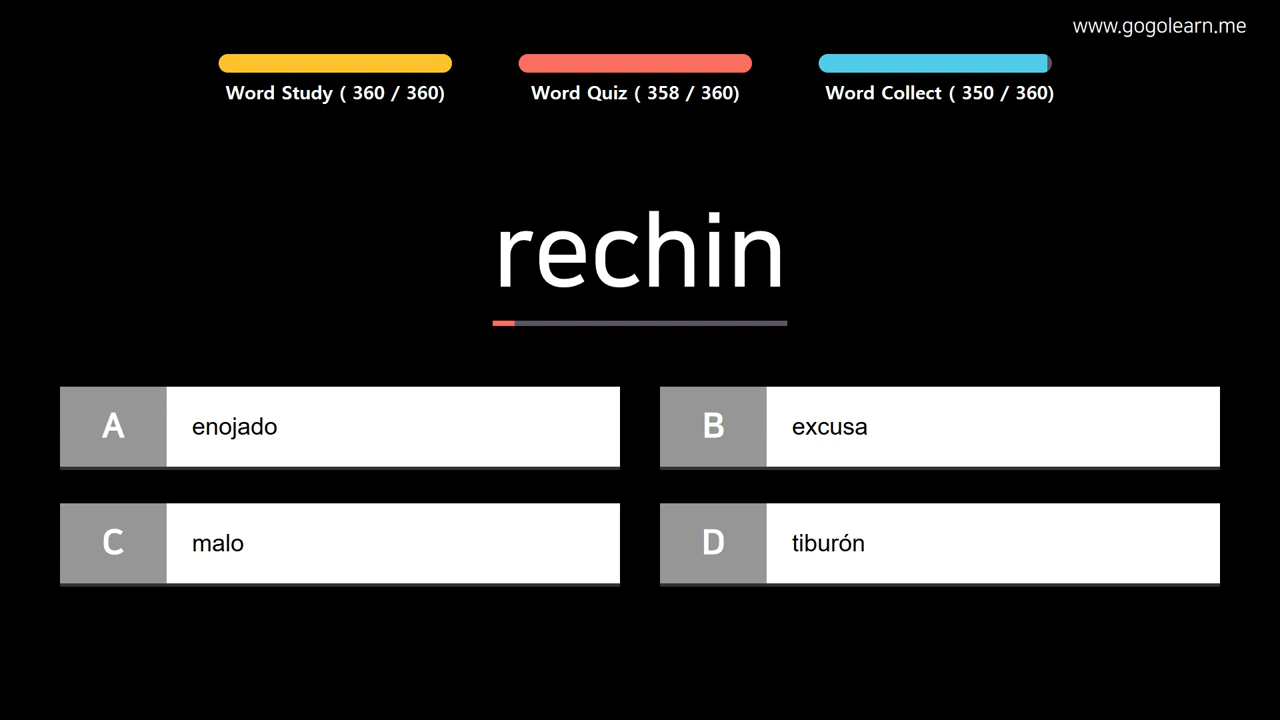 www.gogolearn.me
Word Study ( 360 / 360)
Word Quiz ( 358 / 360)
Word Collect ( 350 / 360)
rechin
A enojado
B excusa
C malo
D tiburón